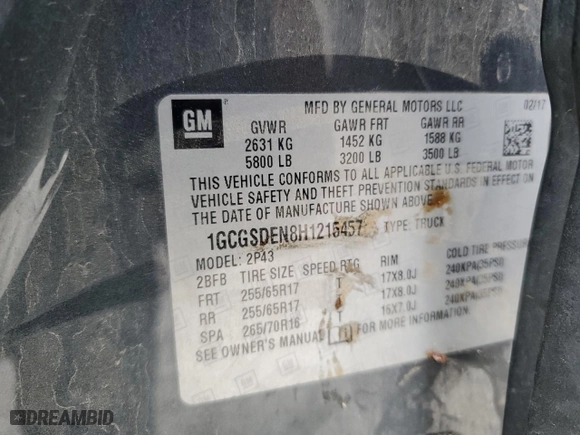 GM
MFD BY GENERAL MOTORS LLC 02/17
GVWR GAWR FRT GAWR RR
2631 KG 1452 KG 1588 KG
5800 LB 3200 LB 3500 LB
THIS VEHICLE CONFORMS TO ALL APPLICABLE U.S. FEDERAL MOTOR
VEHICLE SAFETY AND THEFT PREVENTION STANDARDS IN EFFECT ON
THE DATE OF MANUFACTURE SHOWN ABOVE.
1GCGSDEN8H1215457 TYPE: TRUCK
MODEL: 2P43
2BFB TIRE SIZE SPEED RTG RIM COLD TIRE PRESSURE
FRT 255/65R17 T 17X8.0J 240KPA(35PSI)
RR 255/65R17 17X8.0J 240KPA(35PSI)
SPA 265/70R16 16X7.0J
SEE OWNER'S MANUAL FOR MORE INFORMATION
DREAMBID